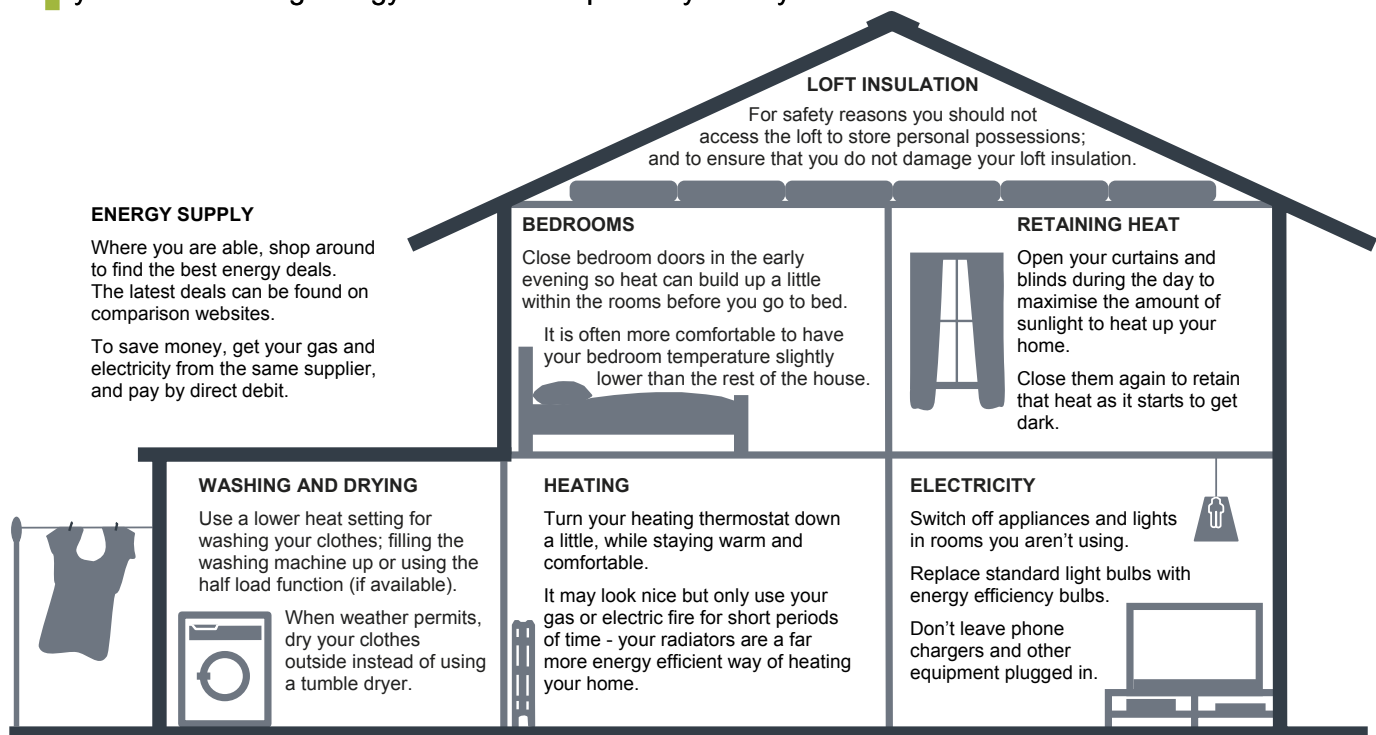 LOFT INSULATION
For safety reasons you should not
access the loft to store personal possessions;
and to ensure that you do not damage your loft insulation.
ENERGY SUPPLY
Where you are able, shop around
to find the best energy deals.
The latest deals can be found on
comparison websites.
To save money, get your gas and
electricity from the same supplier,
and pay by direct debit.
BEDROOMS
Close bedroom doors in the early
evening so heat can build up a little
within the rooms before you go to bed.
It is often more comfortable to have
your bedroom temperature slightly
lower than the rest of the house.
RETAINING HEAT
Open your curtains and
blinds during the day to
maximise the amount of
sunlight to heat up your
home.
Close them again to retain
that heat as it starts to get
dark.
WASHING AND DRYING
Use a lower heat setting for
washing your clothes; filling the
washing machine up or using the
half load function (if available).
When weather permits,
dry your clothes
outside instead of using
a tumble dryer.
HEATING
Turn your heating thermostat down
a little, while staying warm and
comfortable.
It may look nice but only use your
gas or electric fire for short periods
of time - your radiators are a far
more energy efficient way of heating
your home.
ELECTRICITY
Switch off appliances and lights
in rooms you aren’t using.
Replace standard light bulbs with
energy efficiency bulbs.
Don’t leave phone
chargers and other
equipment plugged in.